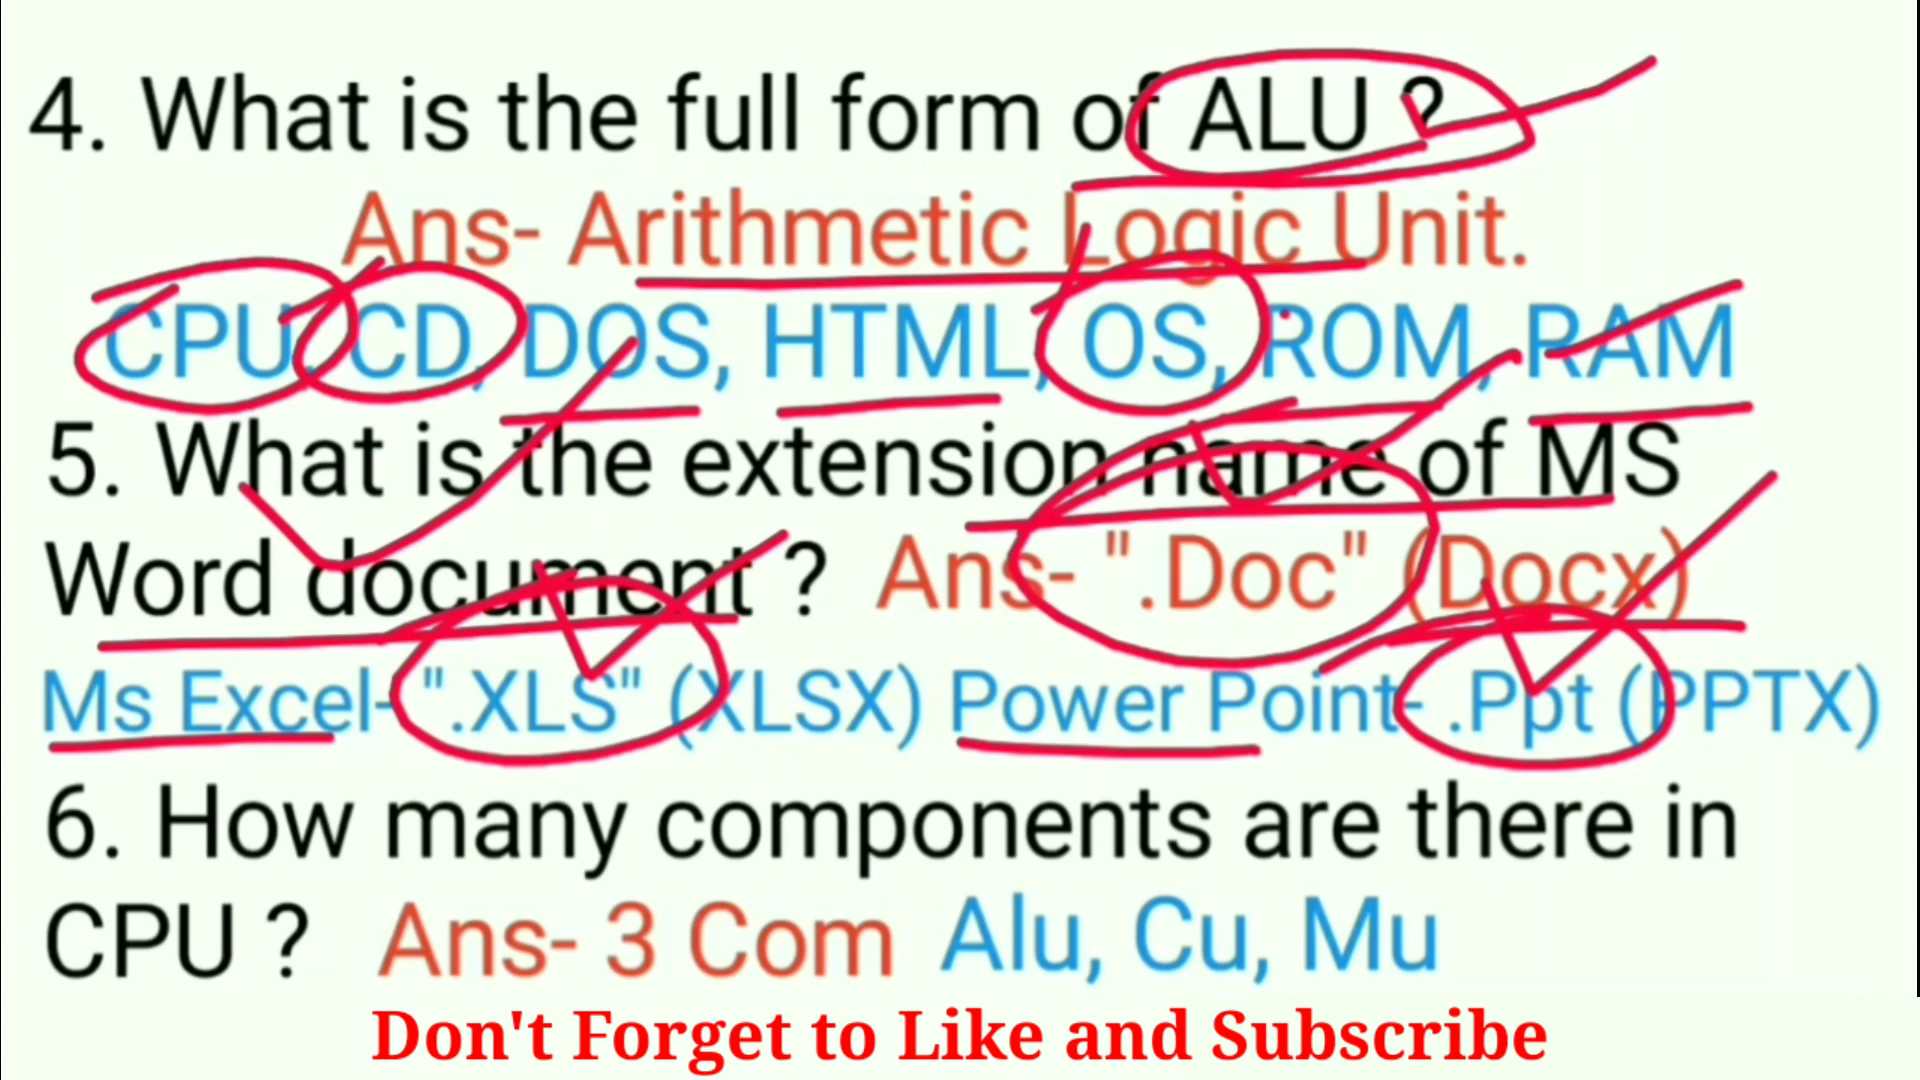 4. What is the full form of ALU ?
Ans- Arithmetic Logic Unit.
CPU, CD, DOS, HTML, OS, ROM, RAM
5. What is the extension name of MS
Word document ? Ans- ".Doc" (Docx)
Ms Excel- ".XLS" (XLSX) Power Point- .Ppt (PPTX)
6. How many components are there in
CPU ? Ans- 3 Com Alu, Cu, Mu
Don't Forget to Like and Subscribe